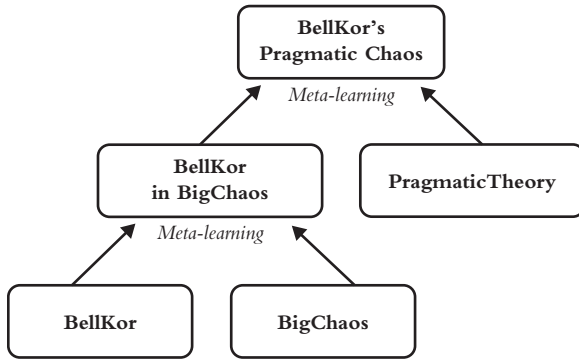 BellKor's
Pragmatic Chaos
Meta-learning
BellKor
in BigChaos
PragmaticTheory
Meta-learning
BellKor
BigChaos